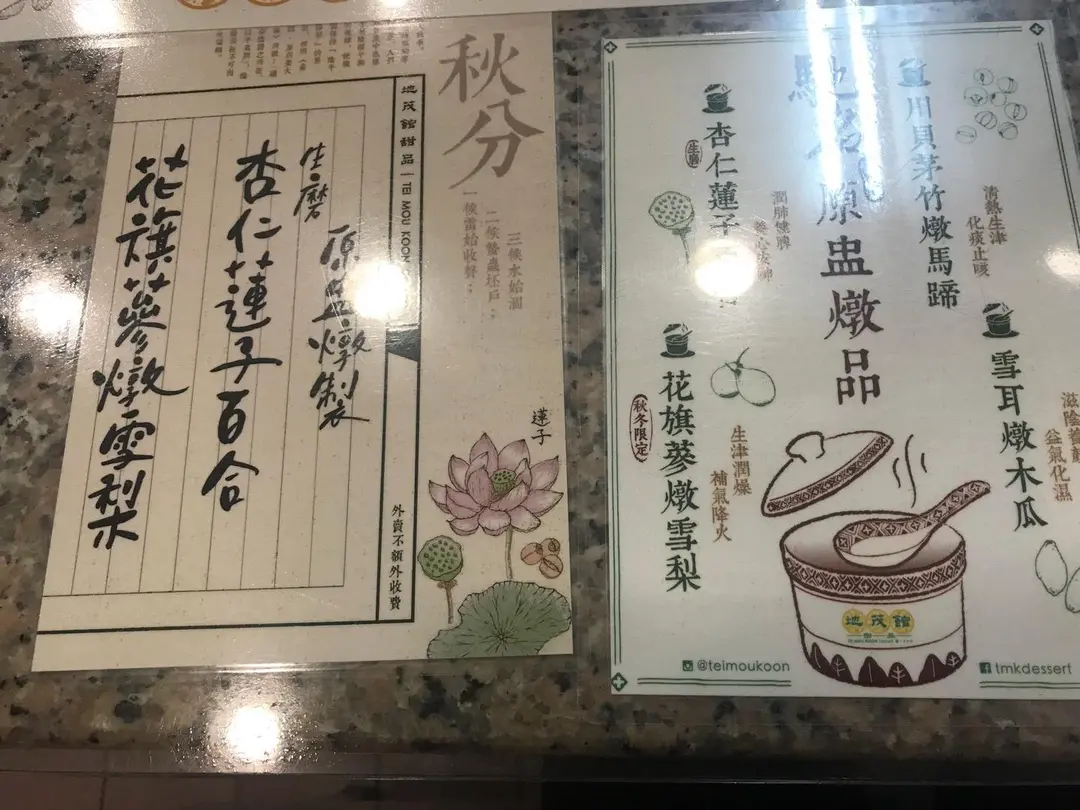 秋分
一候雷始收聲；
二候蟄蟲坯戶；
三候水始涸
地茂館甜品 | TEI MOU KOON
原盅燉製
生磨
杏仁蓮子百合
花旗蔘燉雪梨
外賣不額外收費
蓮子
馳名原盅燉品
川貝茅竹燉馬蹄
清熱生津
化痰止咳
杏仁蓮子
生磨
潤肺健脾
養心安神
雪耳燉木瓜
滋陰養顏
益氣化濕
花旗蔘燉雪梨
秋冬限定
生津潤燥
補氣降火
地茂館
甜品
@teimoukoon
tmkdessert